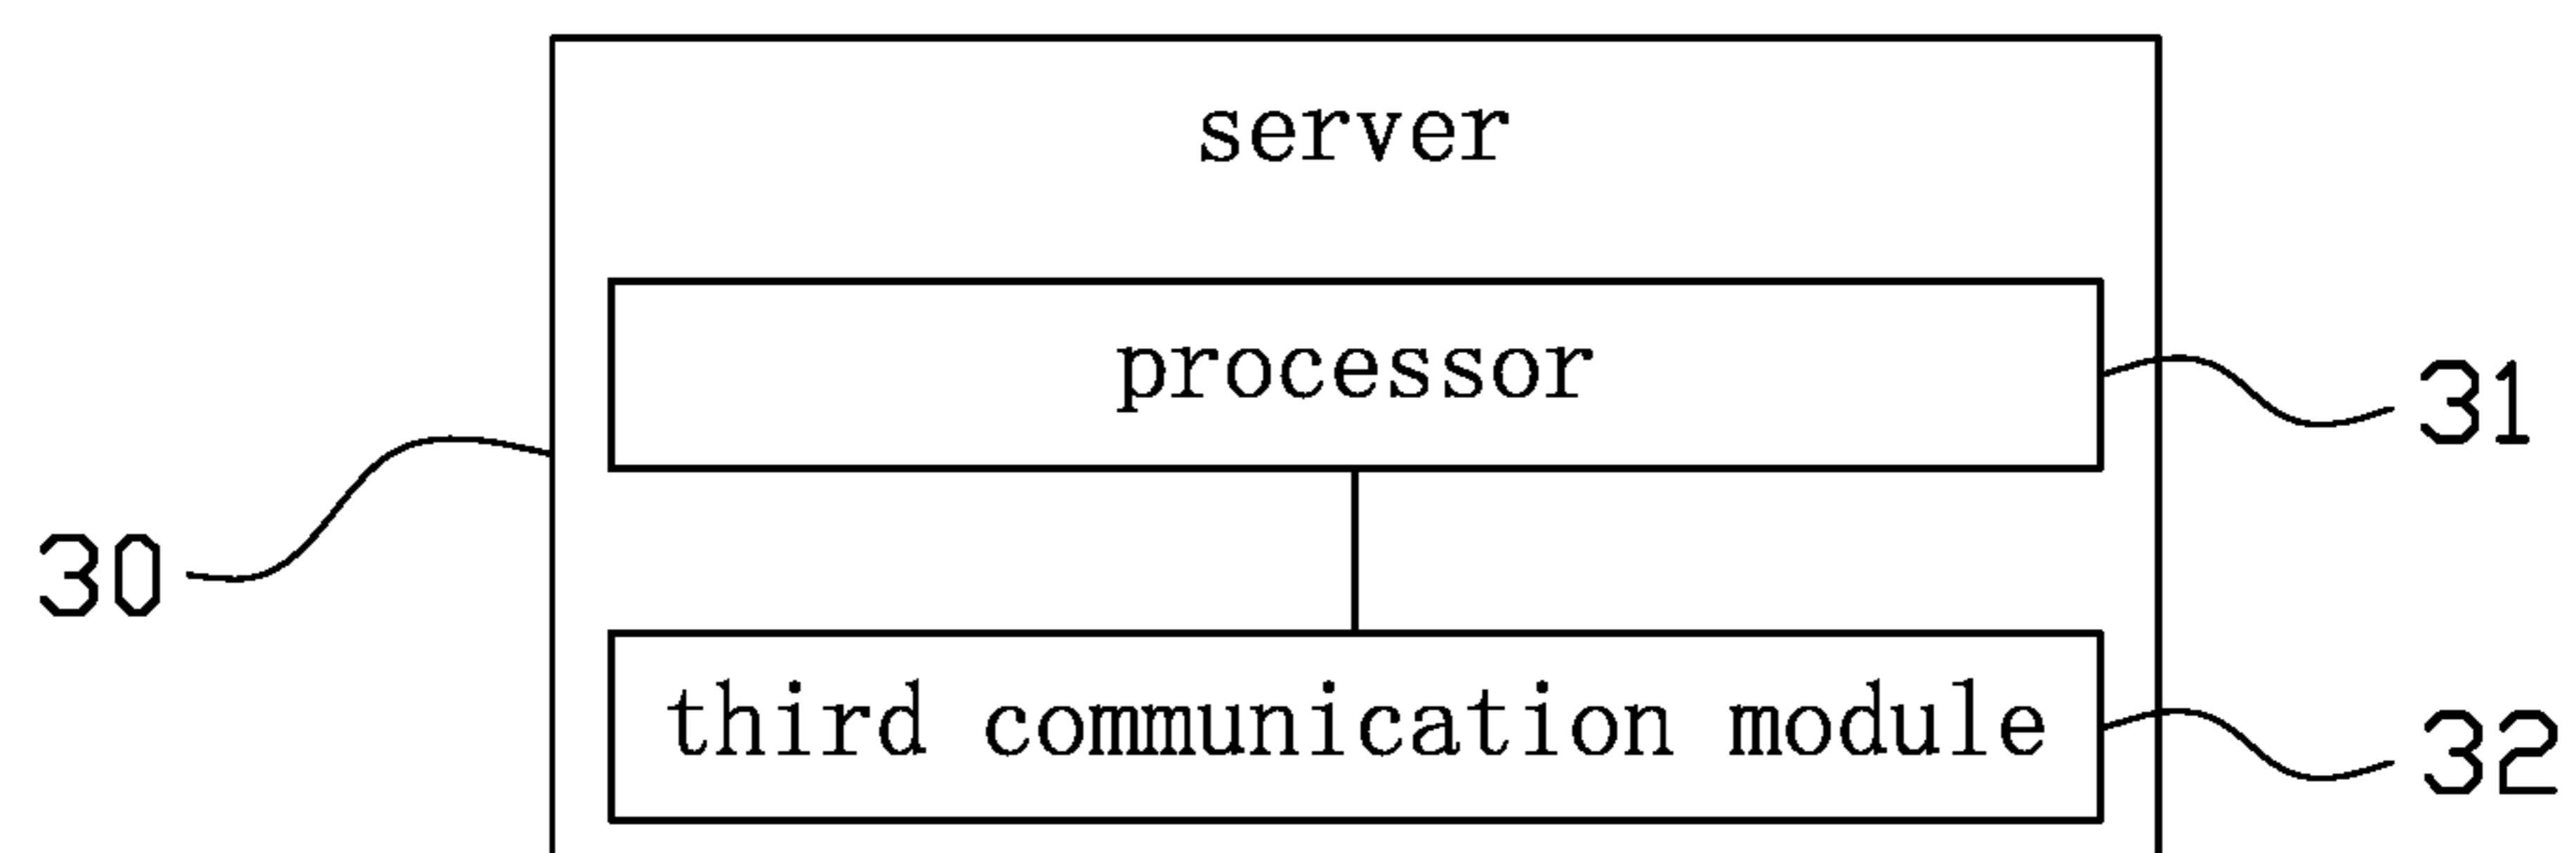 server
processor
31
30
third communication module
32